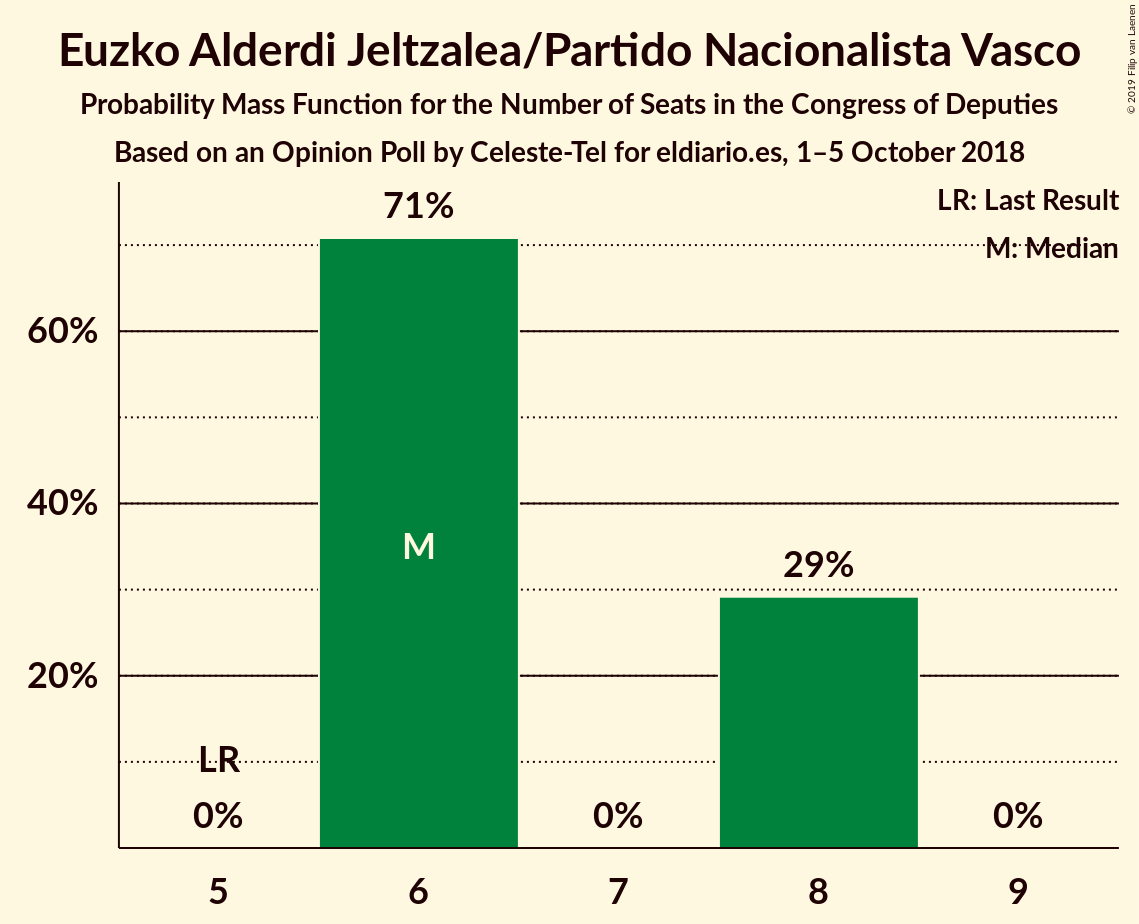 Euzko Alderdi Jeltzalea/Partido Nacionalista Vasco
Probability Mass Function for the Number of Seats in the Congress of Deputies
Based on an Opinion Poll by Celeste-Tel for eldiario.es, 1–5 October 2018
© 2019 Filip van Laenen
LR: Last Result
M: Median
71%
60%
40%
M
29%
20%
LR
0%
0%
0%
5
6
7
8
9